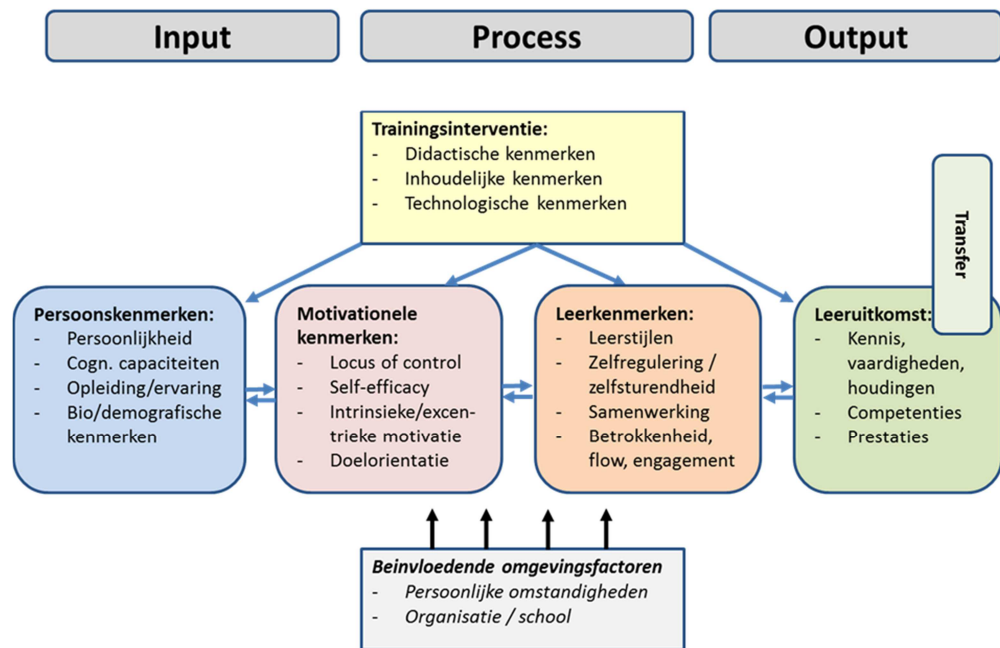 Input
Process
Output
Trainingsinterventie:
- Didactische kenmerken
- Inhoudelijke kenmerken
- Technologische kenmerken
Transfer
Persoonskenmerken:
- Persoonlijkheid
- Cogn. capaciteiten
- Opleiding/ervaring
- Bio/demografische
kenmerken
Motivationele
kenmerken:
- Locus of control
- Self-efficacy
- Intrinsieke/excen-
trieke motivatie
- Doelorientatie
Leerkenmerken:
- Leerstijlen
- Zelfregulering /
zelfsturendheid
- Samenwerking
- Betrokkenheid,
flow, engagement
Leeruitkomst:
- Kennis,
vaardigheden,
houdingen
- Competenties
- Prestaties
Beinvloedende omgevingsfactoren
- Persoonlijke omstandigheden
- Organisatie / school